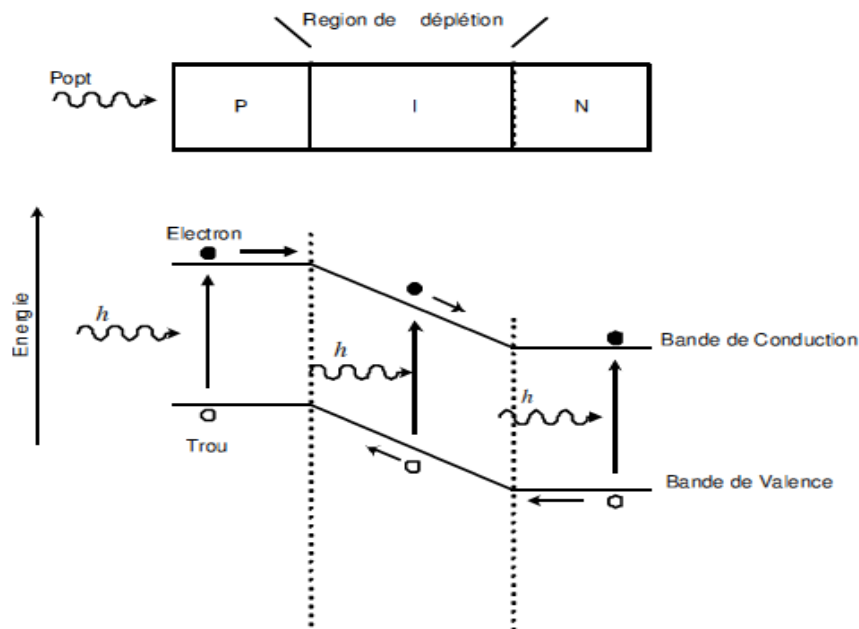 Region de déplétion
Popt
P I N
Electron
h
Energie
h
Bande de Conduction
h
Trou
Bande de Valence